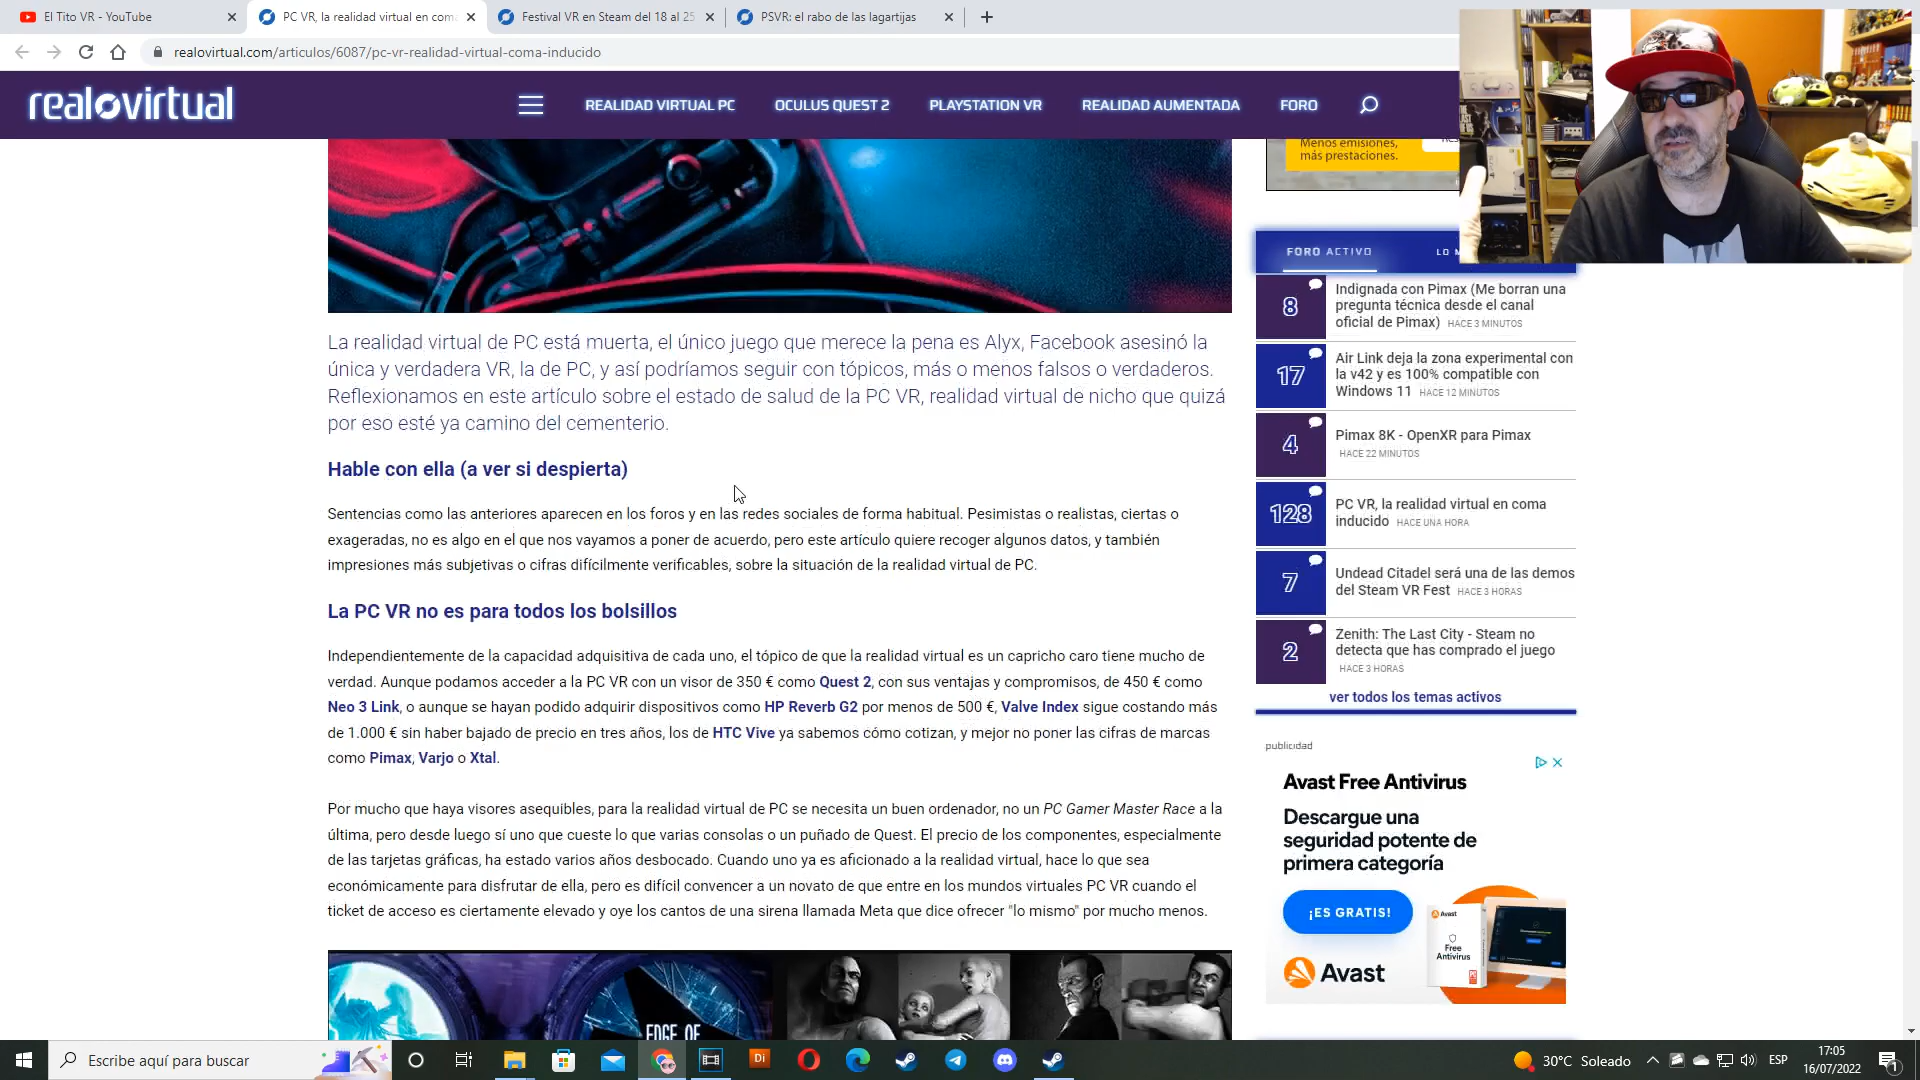 El Tito VR - YouTube
PC VR, la realidad virtual en coma
Festival VR en Steam del 18 al 25
PSVR: el rabo de las lagartijas
realovirtual.com/articulos/6087/pc-vr-realidad-virtual-coma-inducido
realovirtual
REALIDAD VIRTUAL PC
OCULUS QUEST 2
PLAYSTATION VR
REALIDAD AUMENTADA
FORO
Menos emisiones,
más prestaciones.
La realidad virtual de PC está muerta, el único juego que merece la pena es Alyx, Facebook asesinó la
única y verdadera VR, la de PC, y así podríamos seguir con tópicos, más o menos falsos o verdaderos.
Reflexionamos en este artículo sobre el estado de salud de la PC VR, realidad virtual de nicho que quizá
por eso esté ya camino del cementerio.
Hable con ella (a ver si despierta)
Sentencias como las anteriores aparecen en los foros y en las redes sociales de forma habitual. Pesimistas o realistas, ciertas o
exageradas, no es algo en el que nos vayamos a poner de acuerdo, pero este artículo quiere recoger algunos datos, y también
impresiones más subjetivas o cifras difícilmente verificables, sobre la situación de la realidad virtual de PC.
La PC VR no es para todos los bolsillos
Independientemente de la capacidad adquisitiva de cada uno, el tópico de que la realidad virtual es un capricho caro tiene mucho de
verdad. Aunque podamos acceder a la PC VR con un visor de 350 € como Quest 2, con sus ventajas y compromisos, de 450 € como
Neo 3 Link, o aunque se hayan podido adquirir dispositivos como HP Reverb G2 por menos de 500 €, Valve Index sigue costando más
de 1.000 € sin haber bajado de precio en tres años, los de HTC Vive ya sabemos cómo cotizan, y mejor no poner las cifras de marcas
como Pimax, Varjo o Xtal.
Por mucho que haya visores asequibles, para la realidad virtual de PC se necesita un buen ordenador, no un PC Gamer Master Race a la
última, pero desde luego sí uno que cueste lo que varias consolas o un puñado de Quest. El precio de los componentes, especialmente
de las tarjetas gráficas, ha estado varios años desbocado. Cuando uno ya es aficionado a la realidad virtual, hace lo que sea
económicamente para disfrutar de ella, pero es difícil convencer a un novato de que entre en los mundos virtuales PC VR cuando el
ticket de acceso es ciertamente elevado y oye los cantos de una sirena llamada Meta que dice ofrecer "lo mismo" por mucho menos.
EDGE OF
FORO ACTIVO
8
Indignada con Pimax (Me borran una
pregunta técnica desde el canal
oficial de Pimax) HACE 3 MINUTOS
17
Air Link deja la zona experimental con
la v42 y es 100% compatible con
Windows 11 HACE 12 MINUTOS
4
Pimax 8K - OpenXR para Pimax
HACE 22 MINUTOS
128
PC VR, la realidad virtual en coma
inducido HACE UNA HORA
7
Undead Citadel será una de las demos
del Steam VR Fest HACE 3 HORAS
2
Zenith: The Last City - Steam no
detecta que has comprado el juego
HACE 3 HORAS
ver todos los temas activos
publicidad
Avast Free Antivirus
Descargue una
seguridad potente de
primera categoría
¡ES GRATIS!
Avast
Avast
Free
Antivirus
Escribe aquí para buscar
Di
30°C Soleado
ESP
17:05
16/07/2022
1